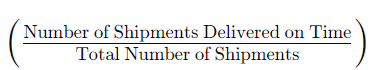 (Number of Shipments Delivered on Time
Total Number of Shipments)